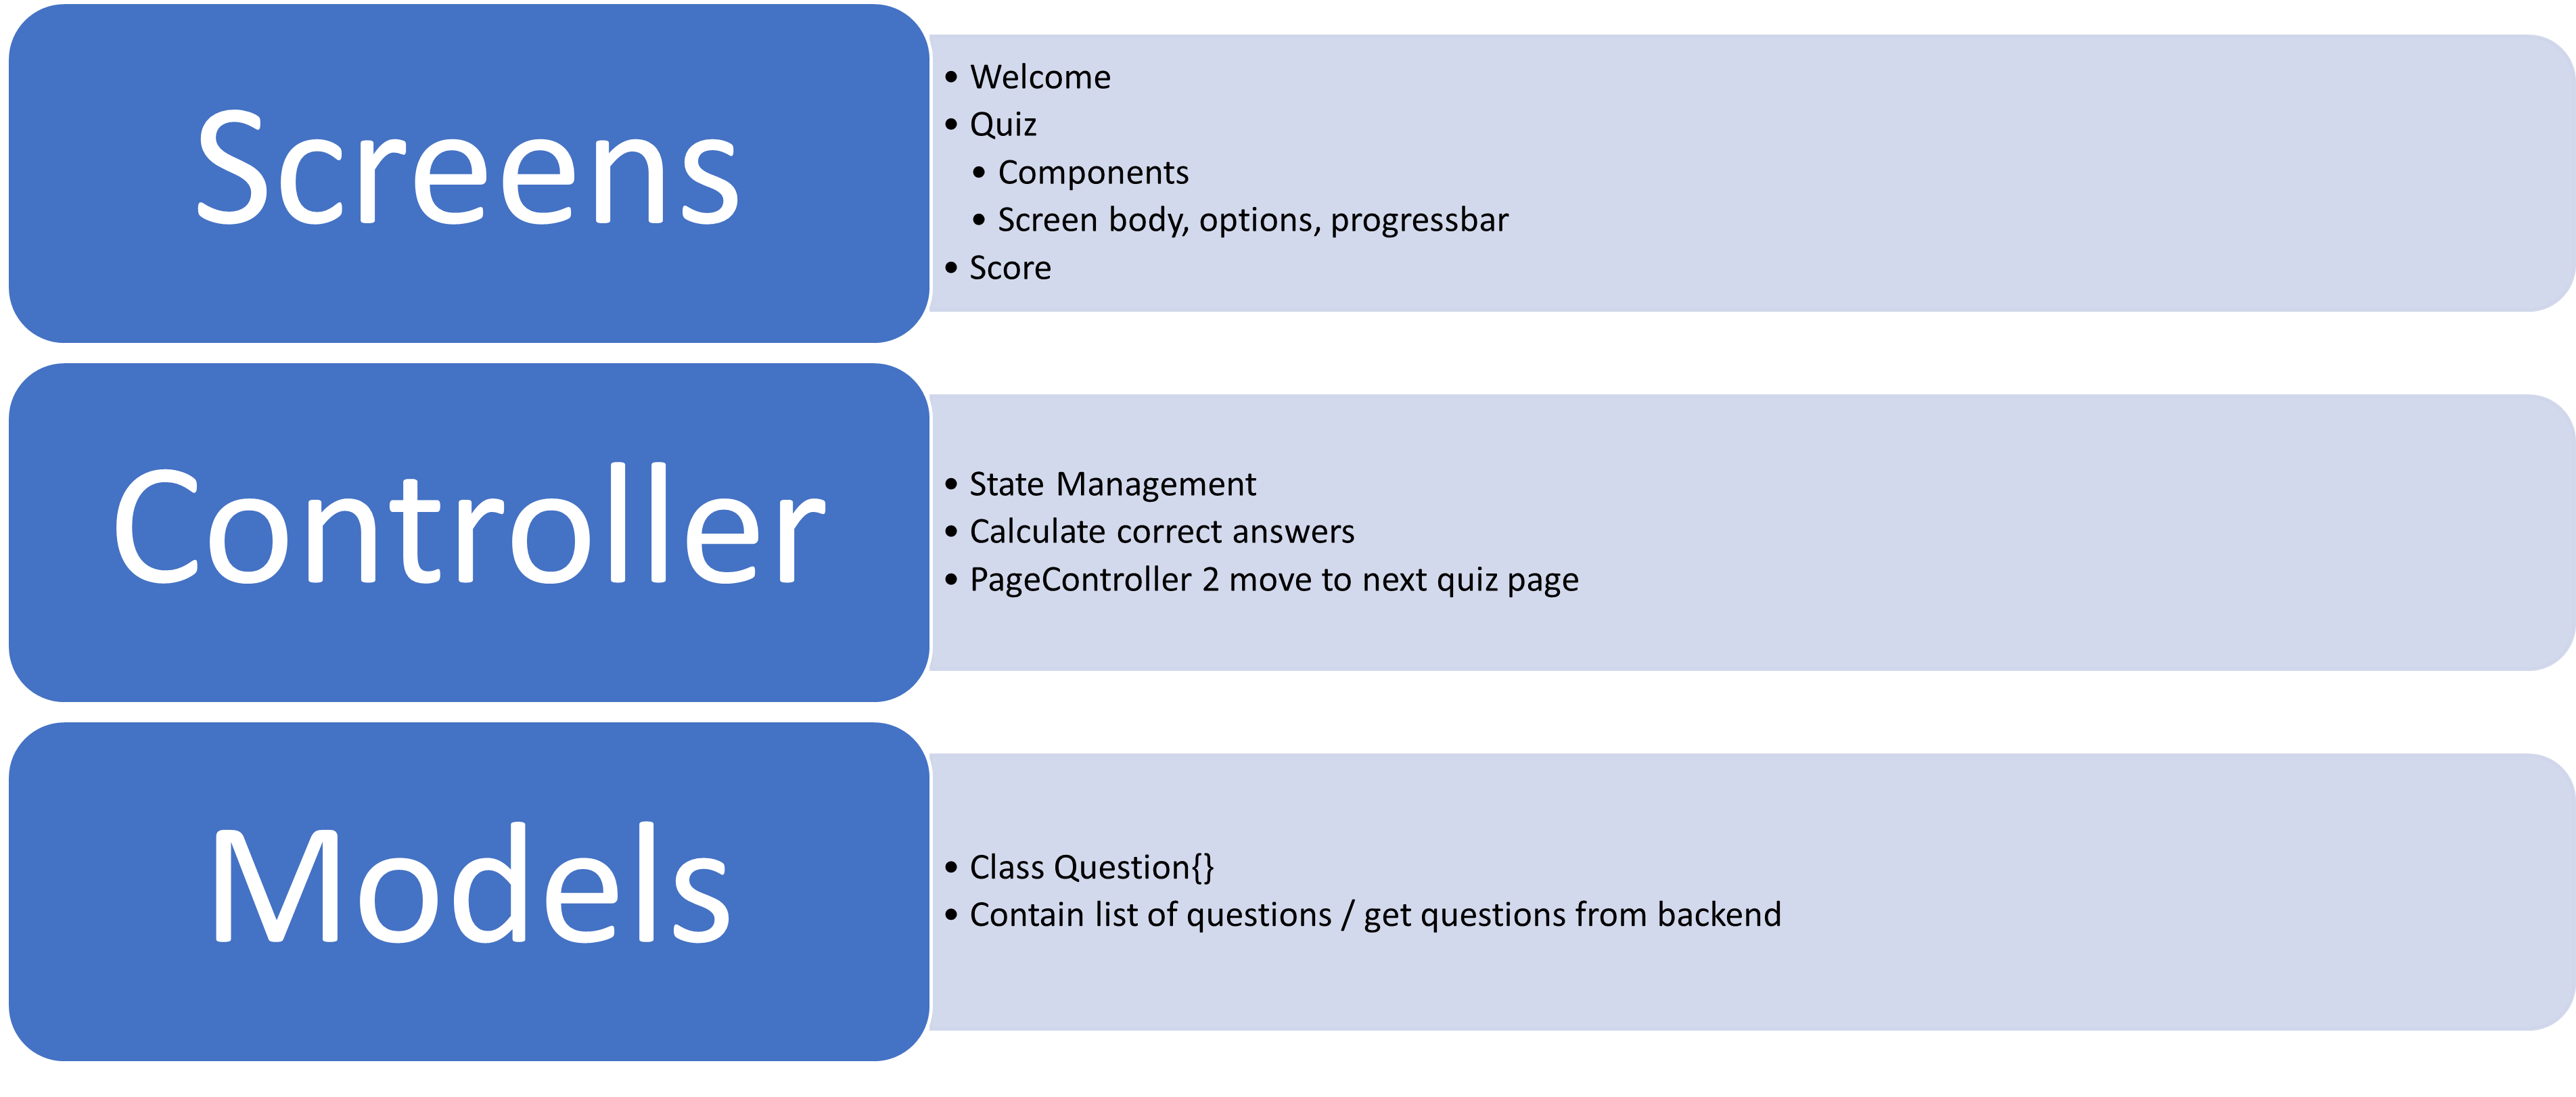 Screens
• Welcome
• Quiz
• Components
• Screen body, options, progressbar
• Score
Controller
• State Management
• Calculate correct answers
• PageController 2 move to next quiz page
Models
• Class Question{}
• Contain list of questions / get questions from backend